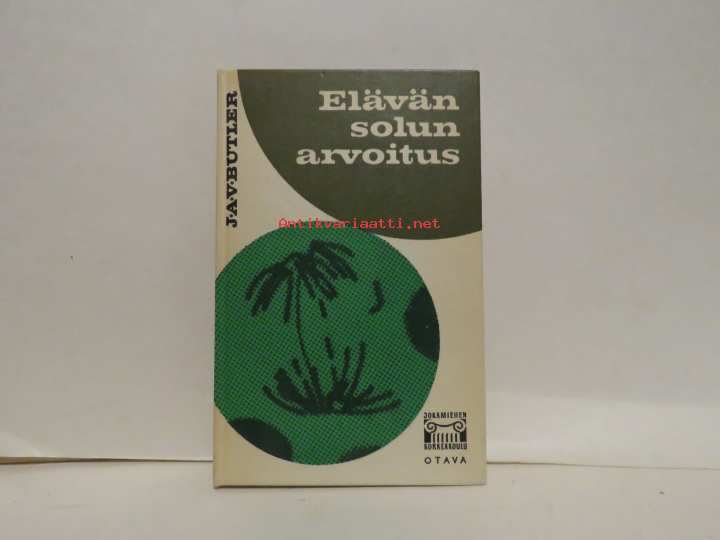 Elävän
solun
arvoitus
J·A·V·BUTLER
Antikvariaatti.net
JOKAMIEHEN
KORKEAKOULU
OTAVA